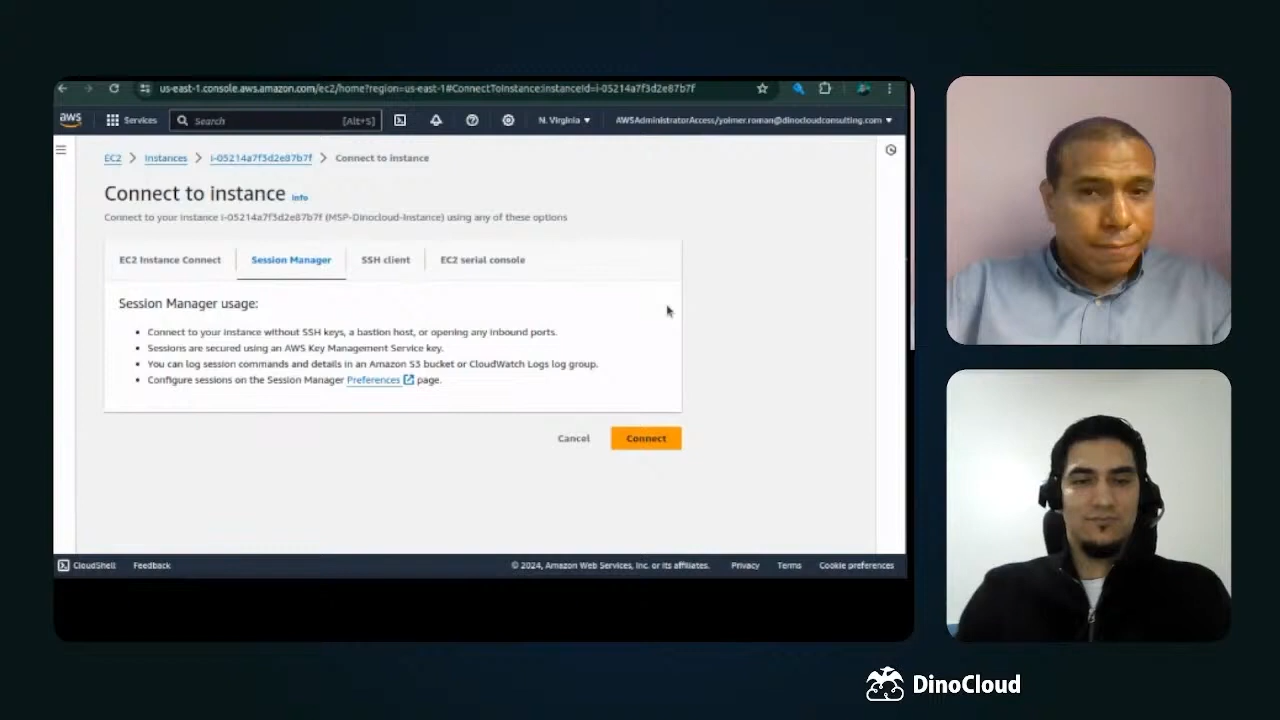 us-east-1.console.aws.amazon.com/ec2/home?region=us-east-1#ConnectToInstance:instanceId=i-05214a7f3d2e87b7f
aws Services Search [Alt+S] N. Virginia AWSAdministratorAccess/yoimer.roman@dinocloudconsulting.com
EC2 Instances i-05214a7f3d2e87b7f Connect to instance
Connect to instance Info
Connect to your instance i-05214a7f3d2e87b7f (MSP-Dinocloud-Instance) using any of these options
EC2 Instance Connect Session Manager SSH client EC2 serial console
Session Manager usage:
Connect to your instance without SSH keys, a bastion host, or opening any inbound ports.
Sessions are secured using an AWS Key Management Service key.
You can log session commands and details in an Amazon S3 bucket or CloudWatch Logs log group.
Configure sessions on the Session Manager Preferences page.
Cancel Connect
CloudShell Feedback © 2024, Amazon Web Services, Inc. or its affiliates. Privacy Terms Cookie preferences
DinoCloud